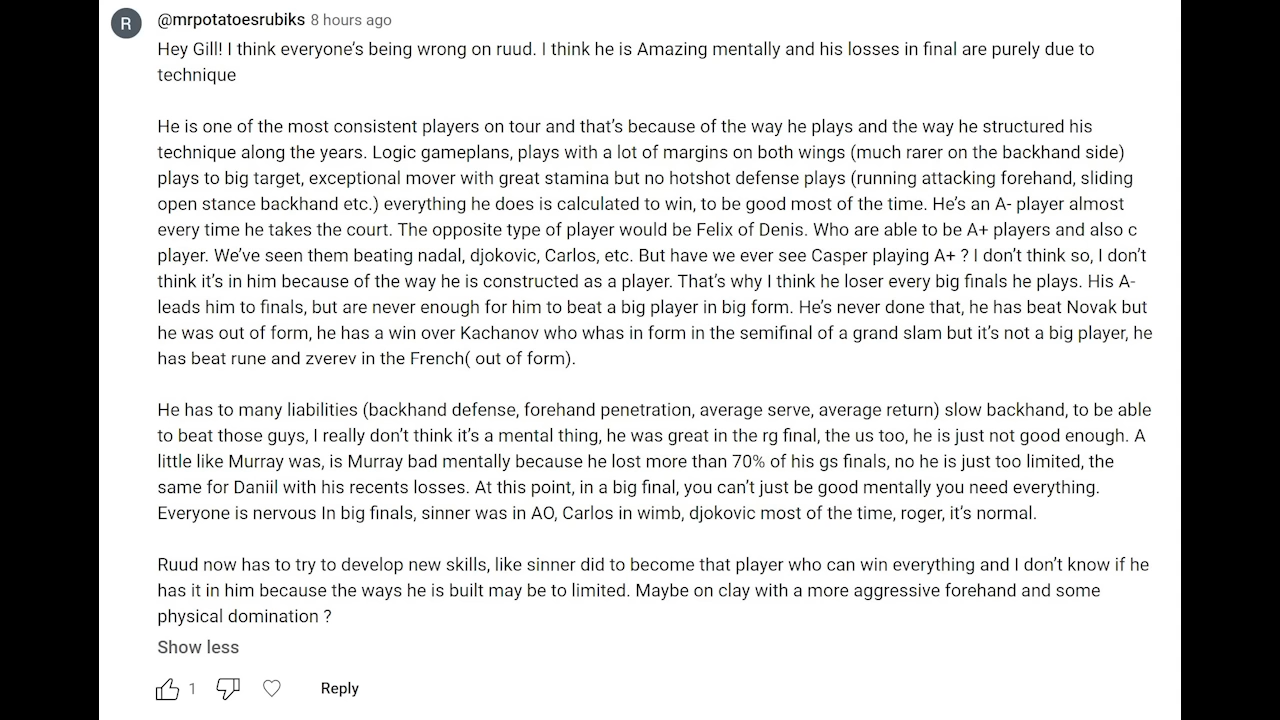 R
@mrpotatoesrubiks 8 hours ago
Hey Gill! I think everyone's being wrong on ruud. I think he is Amazing mentally and his losses in final are purely due to
technique
He is one of the most consistent players on tour and that's because of the way he plays and the way he structured his
technique along the years. Logic gameplans, plays with a lot of margins on both wings (much rarer on the backhand side)
plays to big target, exceptional mover with great stamina but no hotshot defense plays (running attacking forehand, sliding
open stance backhand etc.) everything he does is calculated to win, to be good most of the time. He's an A- player almost
every time he takes the court. The opposite type of player would be Felix of Denis. Who are able to be A+ players and also c
player. We've seen them beating nadal, djokovic, Carlos, etc. But have we ever see Casper playing A+ ? I don't think so, I don't
think it's in him because of the way he is constructed as a player. That's why I think he loser every big finals he plays. His A-
leads him to finals, but are never enough for him to beat a big player in big form. He's never done that, he has beat Novak but
he was out of form, he has a win over Kachanov who whas in form in the semifinal of a grand slam but it's not a big player, he
has beat rune and zverev in the French( out of form).
He has to many liabilities (backhand defense, forehand penetration, average serve, average return) slow backhand, to be able
to beat those guys, I really don't think it's a mental thing, he was great in the rg final, the us too, he is just not good enough. A
little like Murray was, is Murray bad mentally because he lost more than 70% of his gs finals, no he is just too limited, the
same for Daniil with his recents losses. At this point, in a big final, you can't just be good mentally you need everything.
Everyone is nervous In big finals, sinner was in AO, Carlos in wimb, djokovic most of the time, roger, it's normal.
Ruud now has to try to develop new skills, like sinner did to become that player who can win everything and I don't know if he
has it in him because the ways he is built may be to limited. Maybe on clay with a more aggressive forehand and some
physical domination ?
Show less
1 Reply